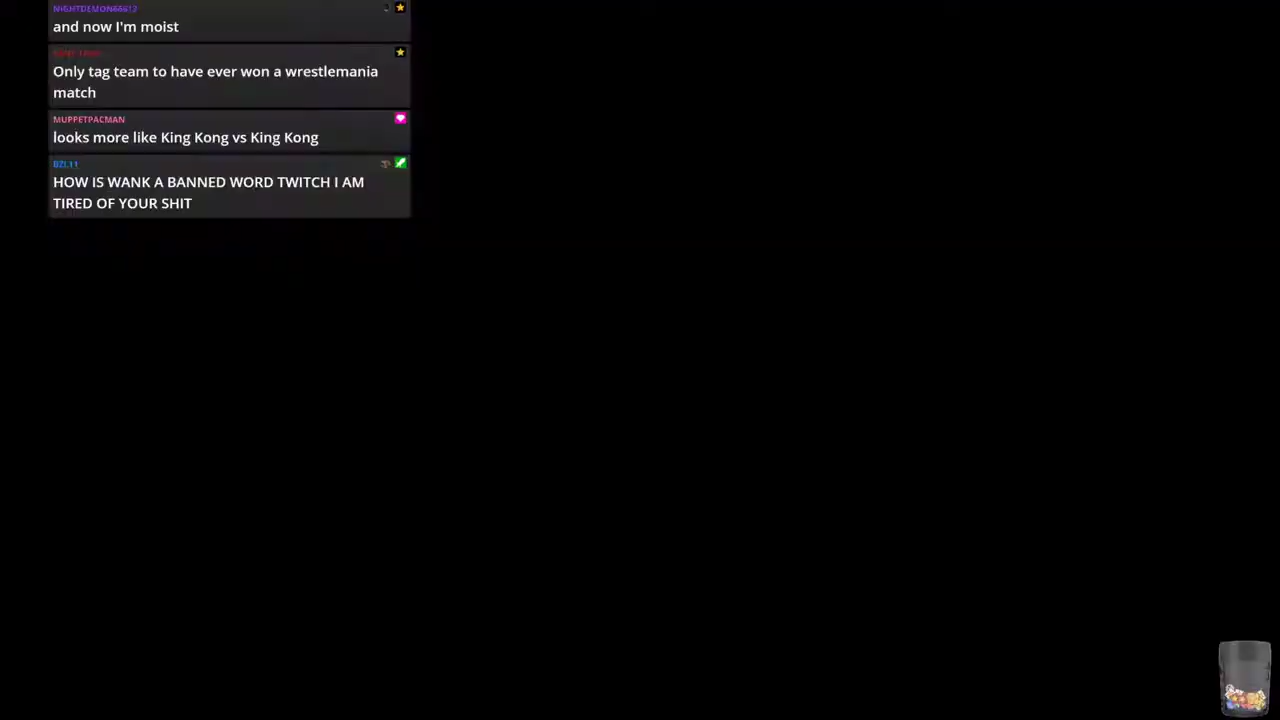 NIGHTDEMON66612
and now I'm moist
Only tag team to have ever won a wrestlemania
match
MUPPETPACMAN
looks more like King Kong vs King Kong
BZL11
HOW IS WANK A BANNED WORD TWITCH I AM
TIRED OF YOUR SHIT